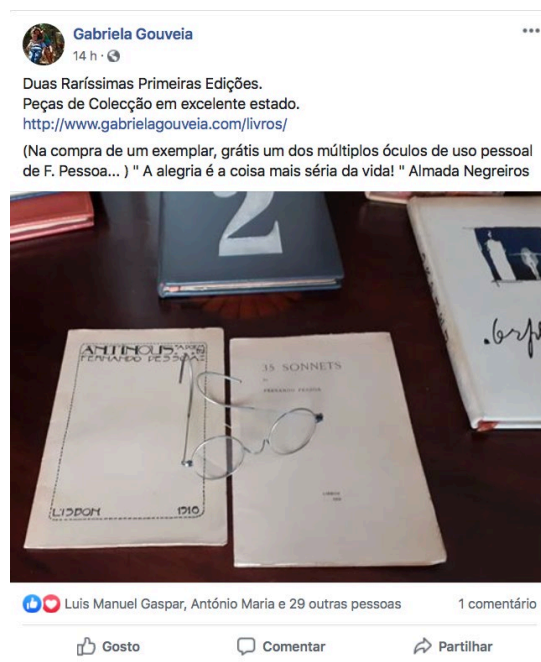 Gabriela Gouveia
14 h ·
Duas Raríssimas Primeiras Edições.
Peças de Colecção em excelente estado.
http://www.gabrielagouveia.com/livros/
(Na compra de um exemplar, grátis um dos múltiplos óculos de uso pessoal
de F. Pessoa... ) " A alegria é a coisa mais séria da vida! " Almada Negreiros
2
ANTINOUS
FERNANDO PESSOA
LISBON 1918
35 SONNETS
FERNANDO PESSOA
LISBON
1918
Luis Manuel Gaspar, António Maria e 29 outras pessoas
1 comentário
Gosto
Comentar
Partilhar